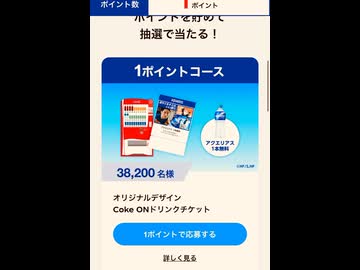 ポイント数
ポイント
ポイントを貯めて
抽選で当たる！
1ポイントコース
アクエリアス
1本無料
38,200名様
オリジナルデザイン
Coke ONドリンクチケット
1ポイントで応募する
詳しく見る